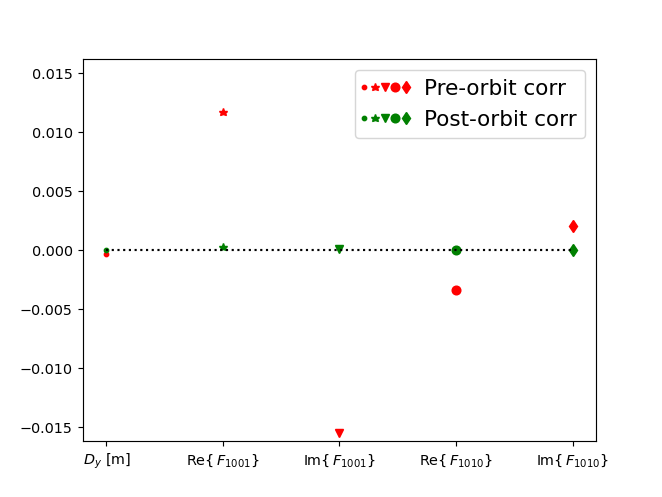 0.015
0.010
0.005
0.000
−0.005
−0.010
−0.015
Pre-orbit corr
Post-orbit corr
D_y [m]
Re{ F_1001}
Im{ F_1001}
Re{ F_1010}
Im{ F_1010}